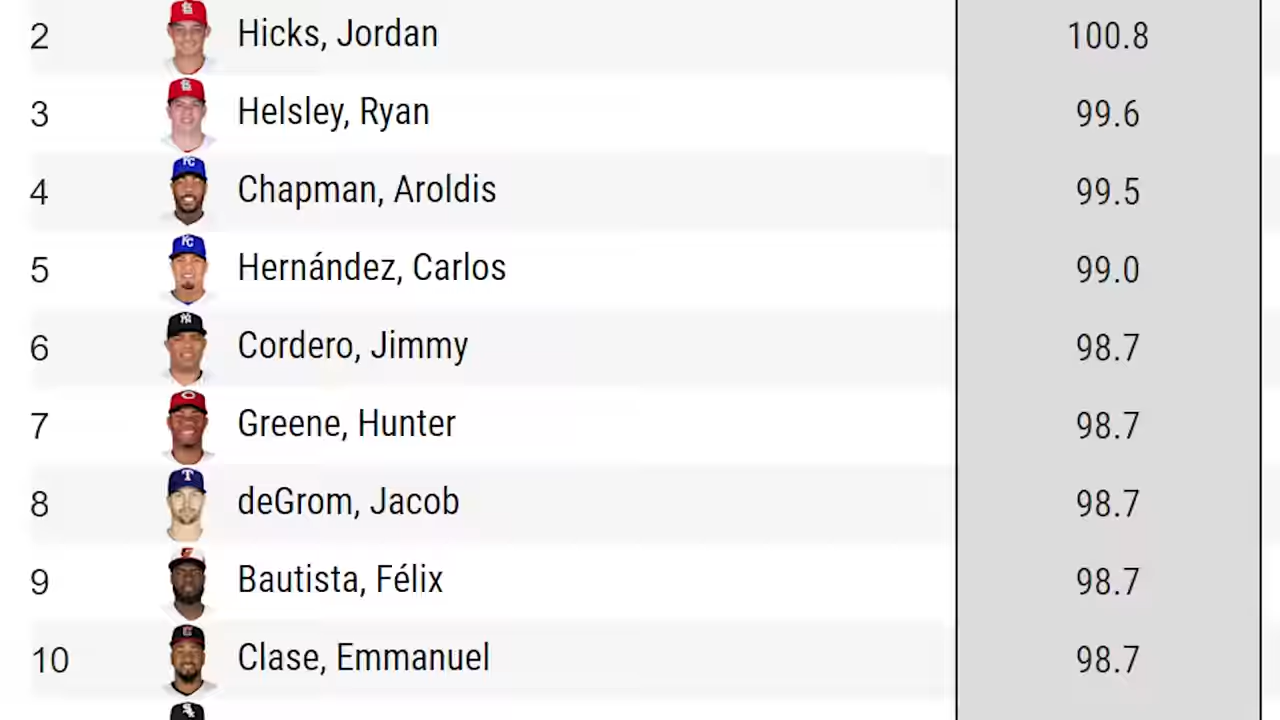 2 Hicks, Jordan 100.8
3 Helsley, Ryan 99.6
4 Chapman, Aroldis 99.5
5 Hernández, Carlos 99.0
6 Cordero, Jimmy 98.7
7 Greene, Hunter 98.7
8 deGrom, Jacob 98.7
9 Bautista, Félix 98.7
10 Clase, Emmanuel 98.7